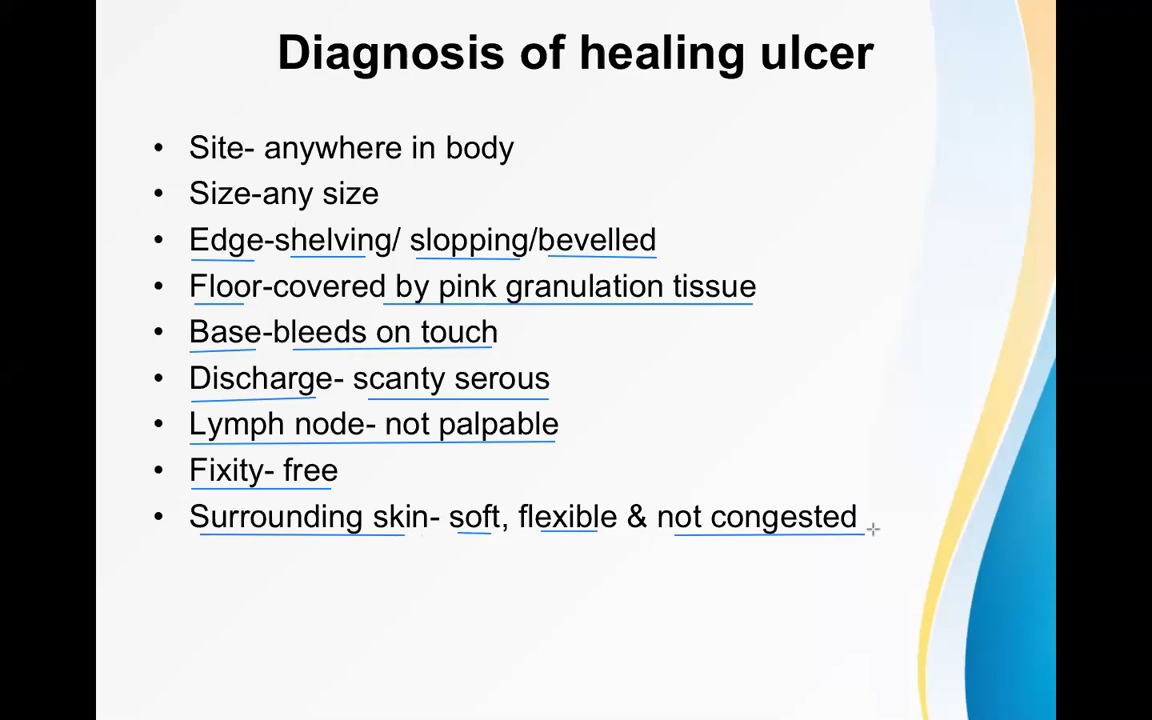 Diagnosis of healing ulcer
• Site- anywhere in body
• Size-any size
• Edge-shelving/ slopping/bevelled
• Floor-covered by pink granulation tissue
• Base-bleeds on touch
• Discharge- scanty serous
• Lymph node- not palpable
• Fixity- free
• Surrounding skin- soft, flexible & not congested